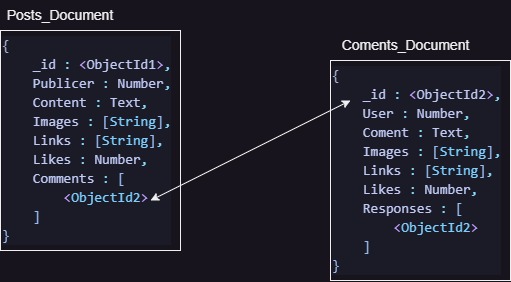 Posts_Document
{
_id : <ObjectId1>,
Publicer : Number,
Content : Text,
Images : [String],
Links : [String],
Likes : Number,
Comments : [
<ObjectId2>
]
}
Coments_Document
{
_id : <ObjectId2>,
User : Number,
Coment : Text,
Images : [String],
Links : [String],
Likes : Number,
Responses : [
<ObjectId2>
]
}